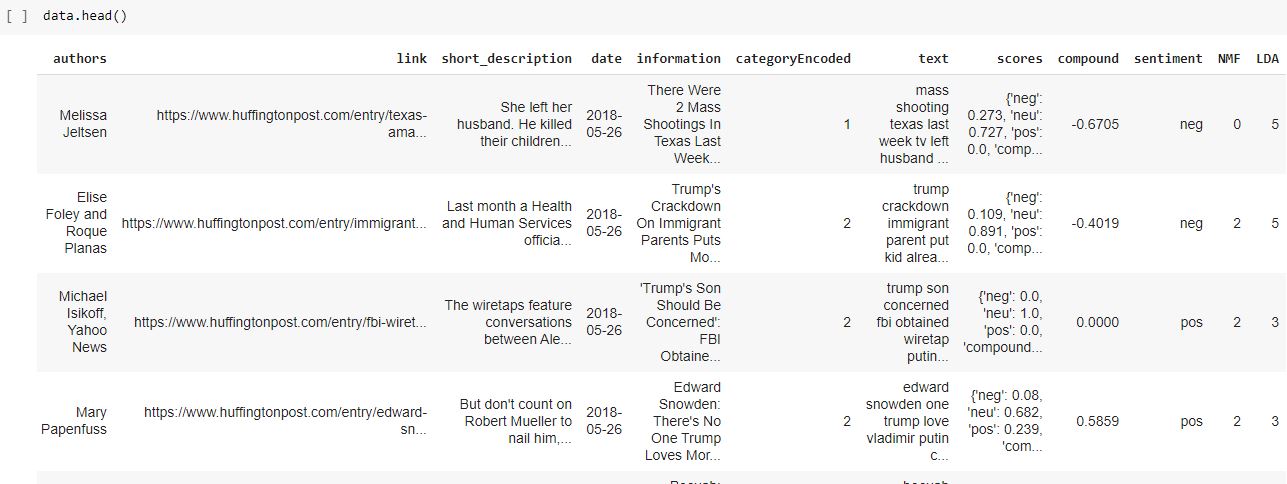 [ ] data.head()
authors link short_description date information categoryEncoded text scores compound sentiment NMF LDA
Melissa
Jeltsen
https://www.huffingtonpost.com/entry/texas-
ama...
She left her
husband. He killed
their children...
2018-
05-26
There Were
2 Mass
Shootings In
Texas Last
Week...
1
mass
shooting
texas last
week tv left
husband ...
{'neg':
0.273, 'neu':
0.727, 'pos':
0.0, 'comp...
-0.6705
neg
0
5
Elise
Foley and
Roque
Planas
https://www.huffingtonpost.com/entry/immigrant...
Last month a Health
and Human Services
officia...
2018-
05-26
Trump's
Crackdown
On Immigrant
Parents Puts
Mo...
2
trump
crackdown
immigrant
parent put
kid alrea...
{'neg':
0.109, 'neu':
0.891, 'pos':
0.0, 'comp...
-0.4019
neg
2
5
Michael
Isikoff,
Yahoo
News
https://www.huffingtonpost.com/entry/fbi-wiret...
The wiretaps feature
conversations
between Ale...
2018-
05-26
'Trump's Son
Should Be
Concerned':
FBI
Obtaine...
2
trump son
concerned
fbi obtained
wiretap
putin...
{'neg': 0.0,
'neu': 1.0,
'pos': 0.0,
'compound...
0.0000
pos
2
3
Mary
Papenfuss
https://www.huffingtonpost.com/entry/edward-
sn...
But don't count on
Robert Mueller to
nail him,...
2018-
05-26
Edward
Snowden:
There's No
One Trump
Loves Mor...
2
edward
snowden one
trump love
vladimir putin
c...
{'neg': 0.08,
'neu': 0.682,
'pos': 0.239,
'com...
0.5859
pos
2
3